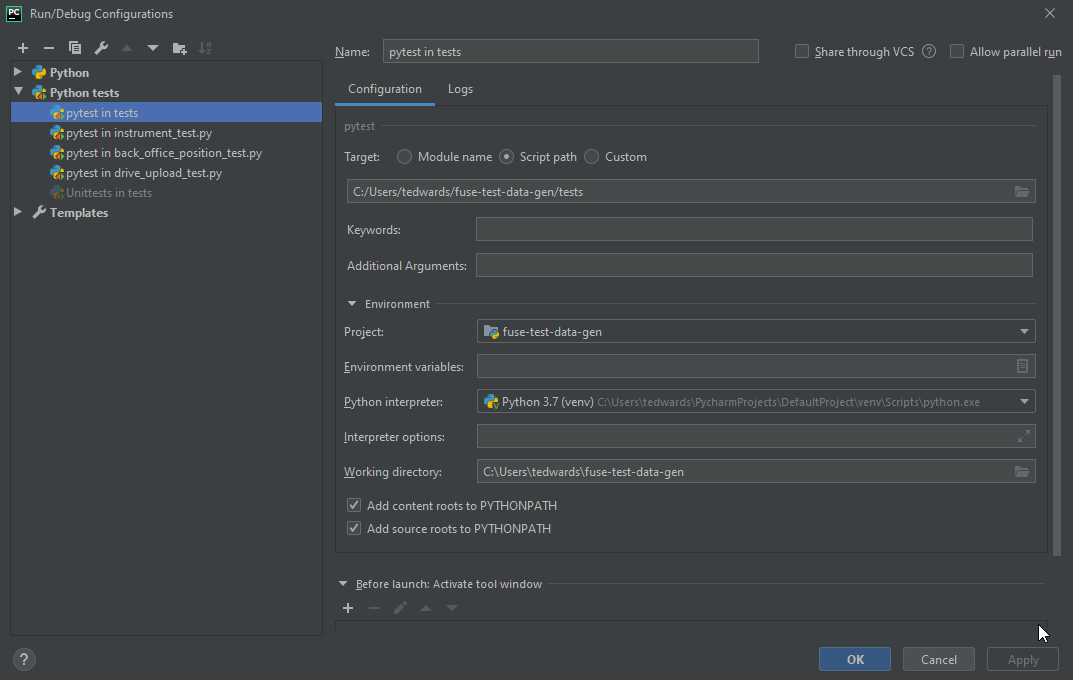 PC Run/Debug Configurations
Name: pytest in tests
Share through VCS ?
Allow parallel run
Python
Python tests
pytest in tests
pytest in instrument_test.py
pytest in back_office_position_test.py
pytest in drive_upload_test.py
Unittests in tests
Templates
Configuration Logs
pytest
Target: Module name Script path Custom
C:/Users/tedwards/fuse-test-data-gen/tests
Keywords:
Additional Arguments:
Environment
Project: fuse-test-data-gen
Environment variables:
Python interpreter: Python 3.7 (venv) C:\Users\tedwards\PycharmProjects\DefaultProject\venv\Scripts\python.exe
Interpreter options:
Working directory: C:\Users\tedwards\fuse-test-data-gen
Add content roots to PYTHONPATH
Add source roots to PYTHONPATH
Before launch: Activate tool window
? OK Cancel Apply